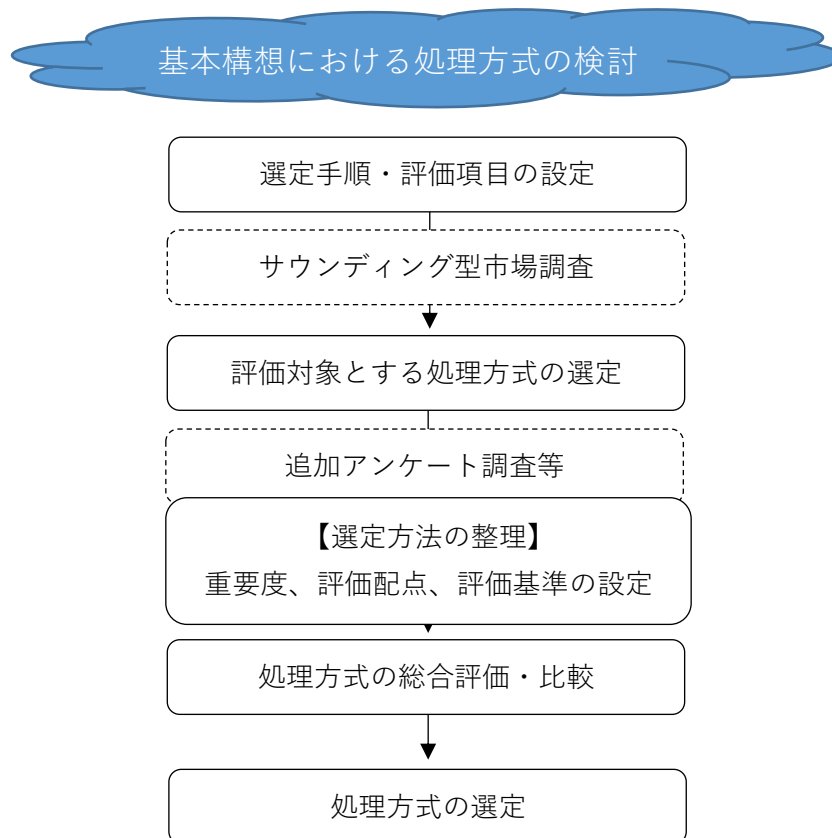 基本構想における処理方式の検討
選定手順・評価項目の設定
サウンディング型市場調査
評価対象とする処理方式の選定
追加アンケート調査等
【選定方法の整理】
重要度、評価配点、評価基準の設定
処理方式の総合評価・比較
処理方式の選定